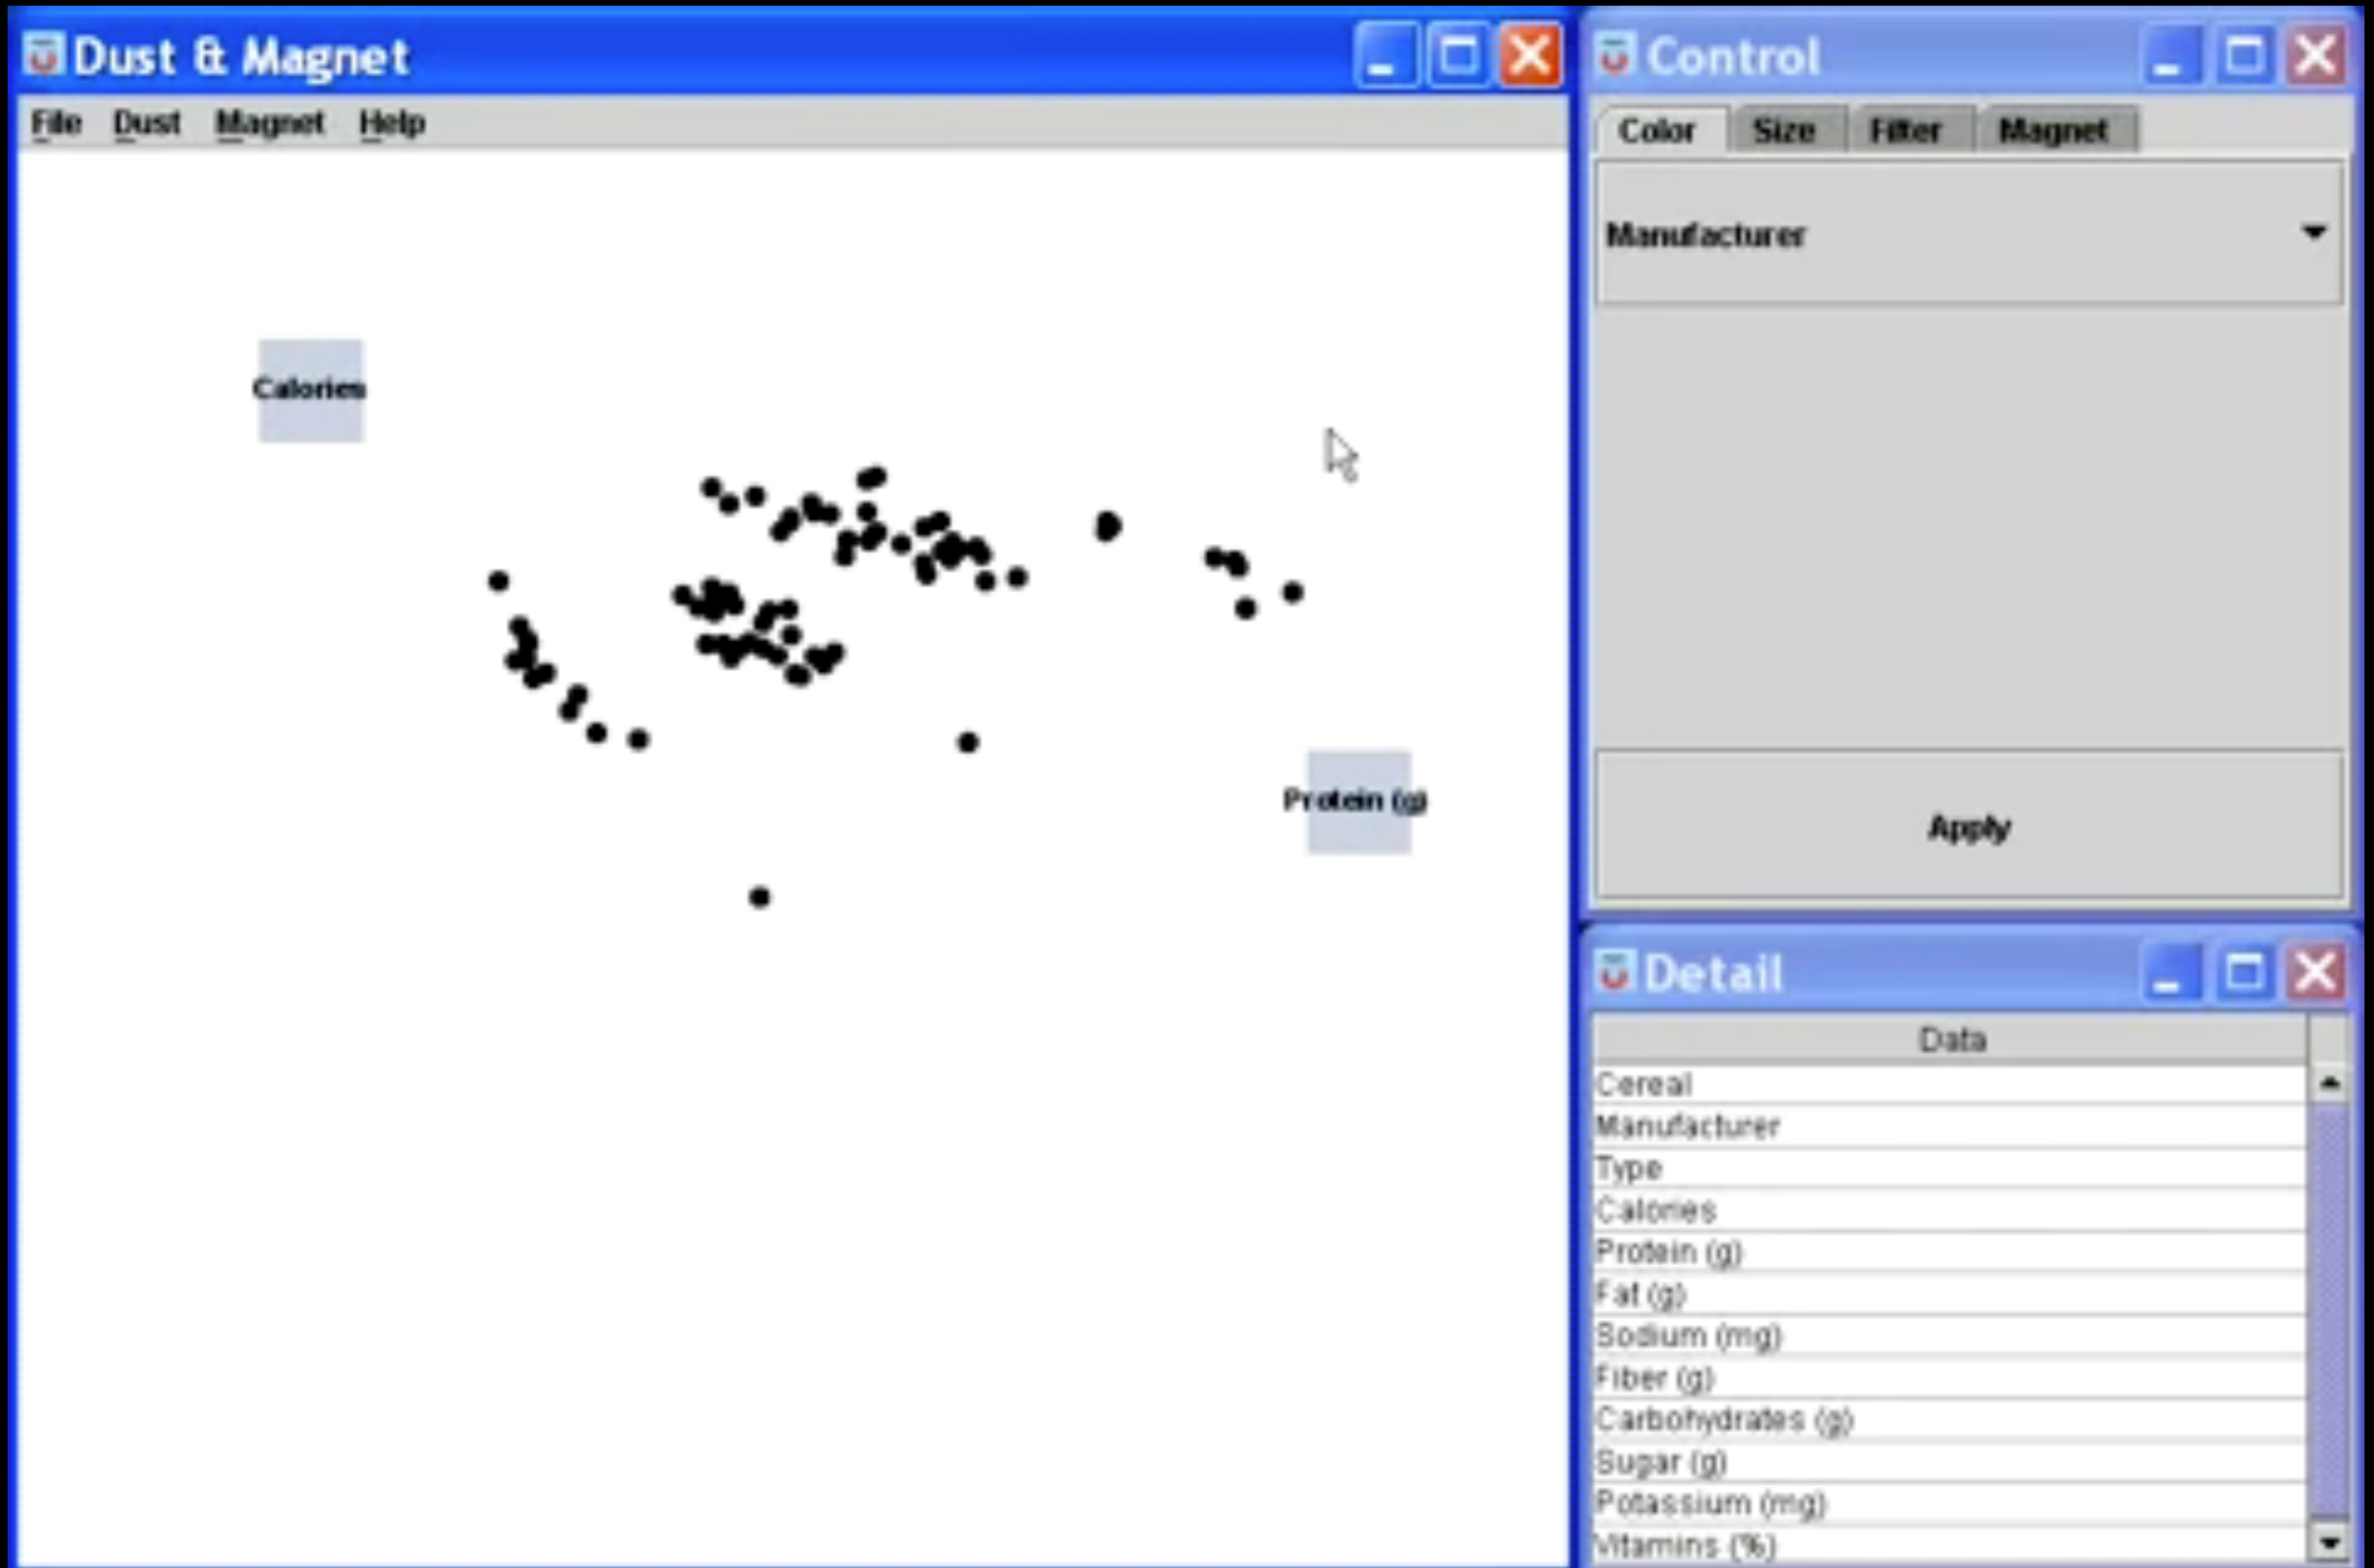 Dust & Magnet
File Dust Magnet Help
Calories
Protein (g)
Control
Color Size Filter Magnet
Manufacturer
Apply
Detail
Data
Cereal
Manufacturer
Type
Calories
Protein (g)
Fat (g)
Sodium (mg)
Fiber (g)
Carbohydrates (g)
Sugar (g)
Potassium (mg)
Vitamins (%)